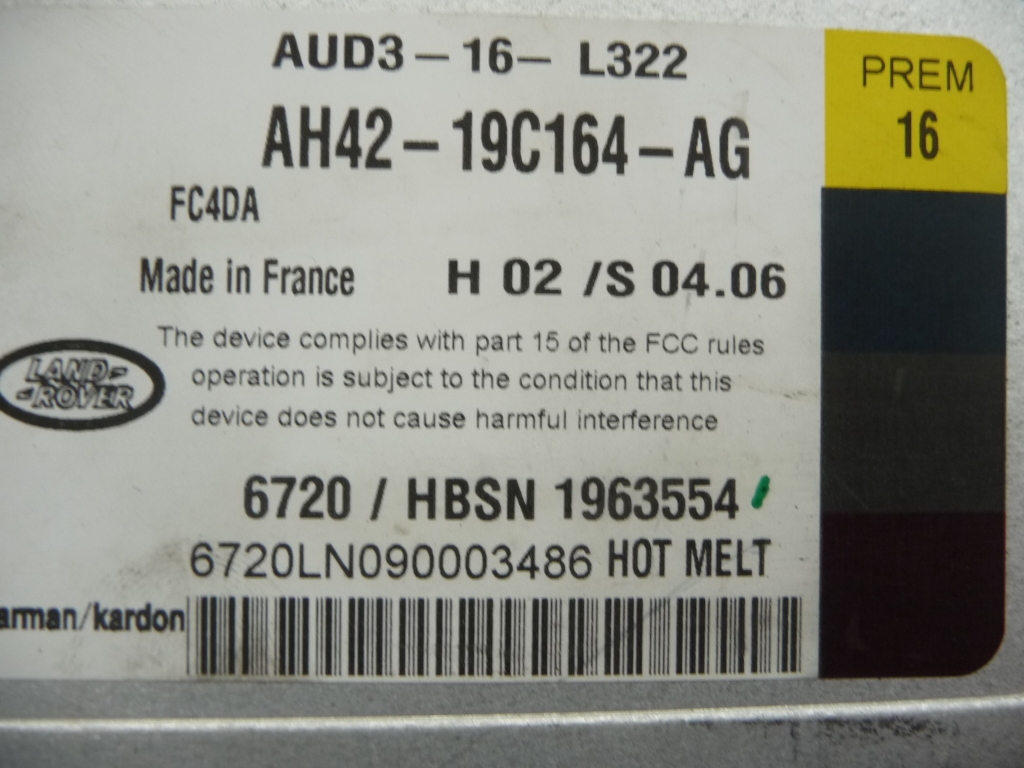 AUD3-16- L322
PREM
16
AH42-19C164-AG
FC4DA
Made in France H 02 /S 04.06
The device complies with part 15 of the FCC rules
operation is subject to the condition that this
device does not cause harmful interference
LAND-
-ROVER
6720 / HBSN 1963554
6720LN090003486 HOT MELT
arman/kardon